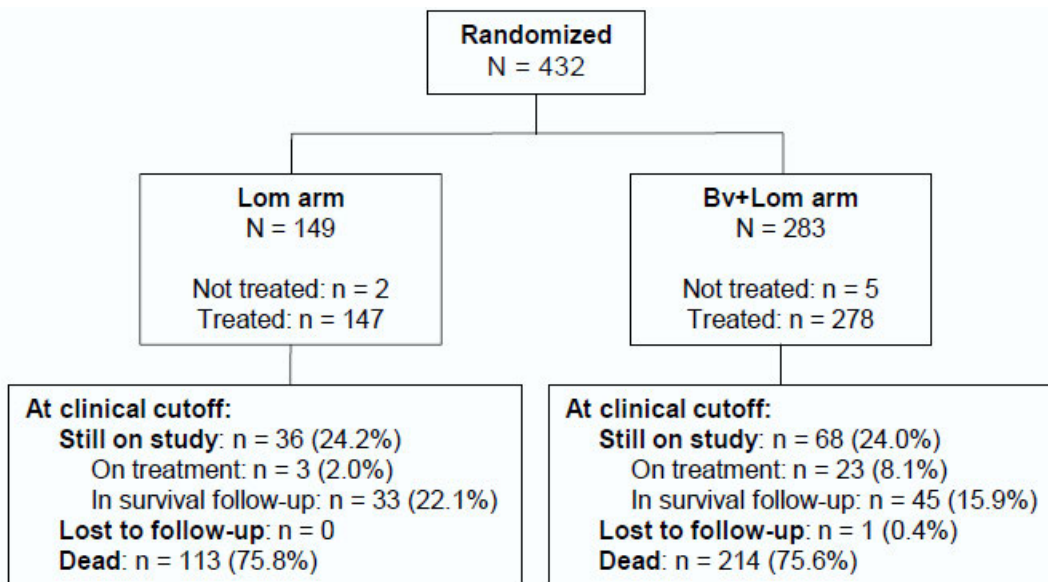 Randomized
N = 432
Lom arm
N = 149
Not treated: n = 2
Treated: n = 147
Bv+Lom arm
N = 283
Not treated: n = 5
Treated: n = 278
At clinical cutoff:
Still on study: n = 36 (24.2%)
On treatment: n = 3 (2.0%)
In survival follow-up: n = 33 (22.1%)
Lost to follow-up: n = 0
Dead: n = 113 (75.8%)
At clinical cutoff:
Still on study: n = 68 (24.0%)
On treatment: n = 23 (8.1%)
In survival follow-up: n = 45 (15.9%)
Lost to follow-up: n = 1 (0.4%)
Dead: n = 214 (75.6%)